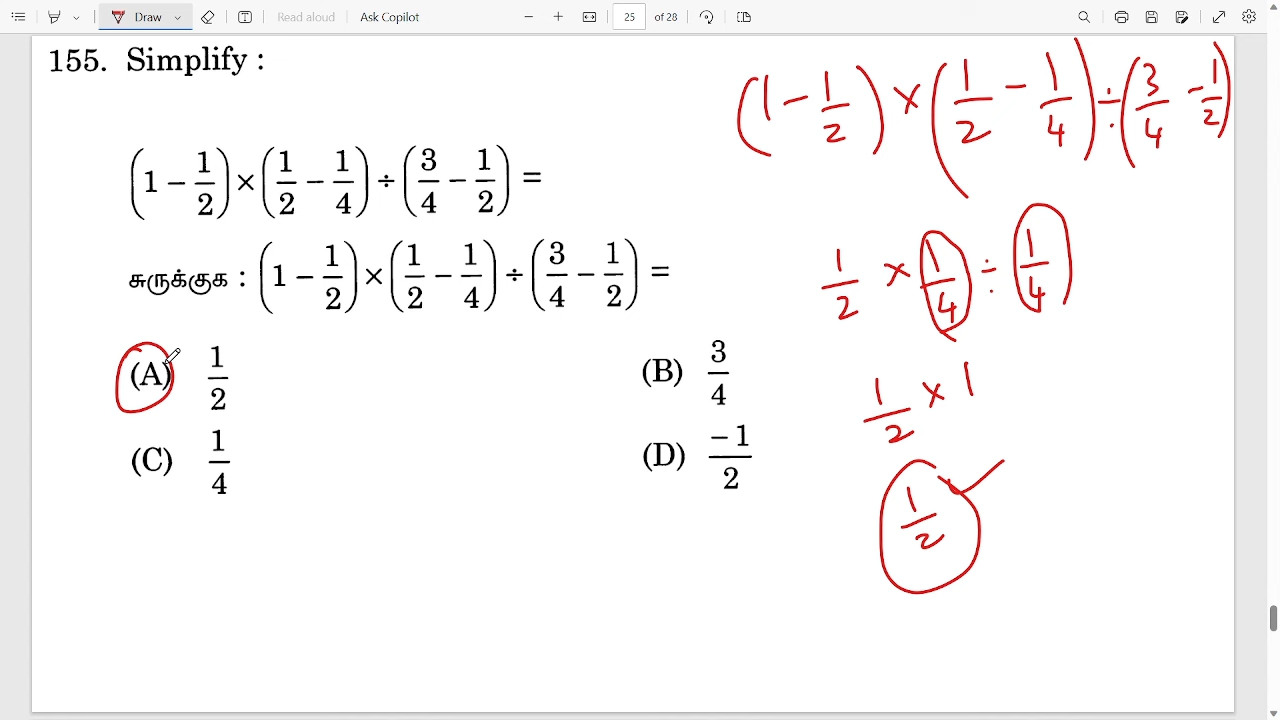 Draw Read aloud Ask Copilot 25 of 28
155. Simplify :
(1 − 1/2) × (1/2 − 1/4) ÷ (3/4 − 1/2) =
சுருக்குக : (1 − 1/2) × (1/2 − 1/4) ÷ (3/4 − 1/2) =
(A) 1/2 (B) 3/4
(C) 1/4 (D) −1/2
(1 − 1/2) × (1/2 − 1/4) ÷ (3/4 − 1/2)
1/2 × 1/4 ÷ 1/4
1/2 × 1
1/2